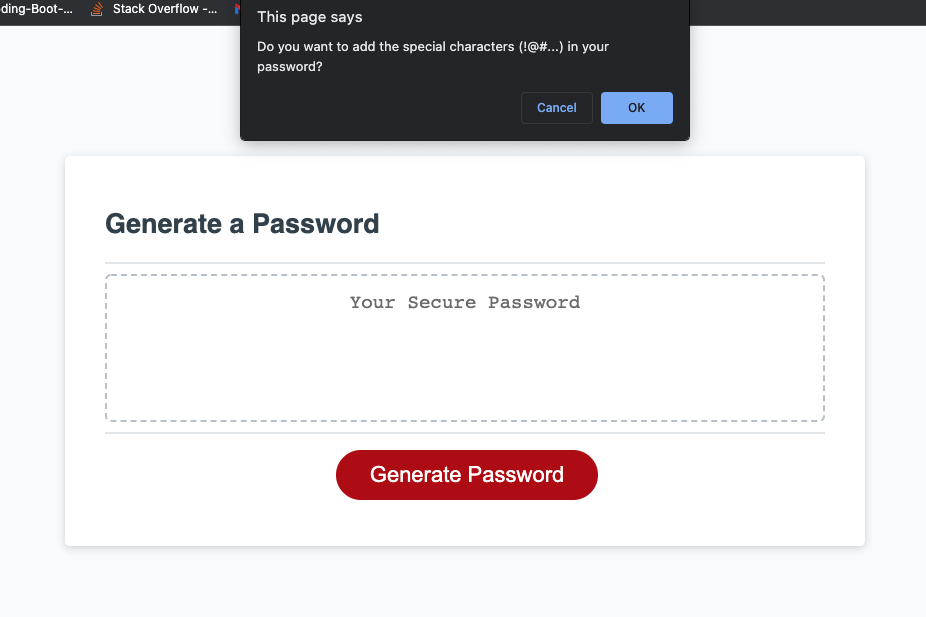 ding-Boot-... Stack Overflow -...
This page says
Do you want to add the special characters (!@#...) in your
password?
Cancel OK
Generate a Password
Your Secure Password
Generate Password